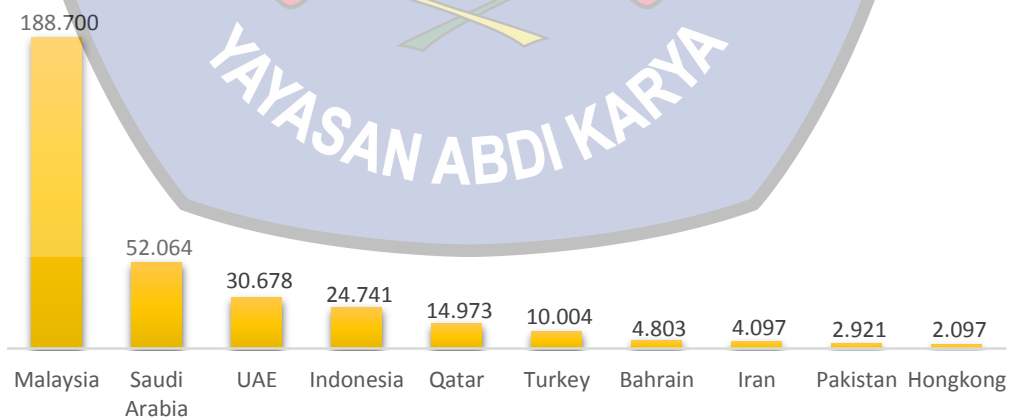 188.700
YAYASAN ABDI KARYA
52.064
30.678
24.741
14.973
10.004
4.803
4.097
2.921
2.097
Malaysia
Saudi
Arabia
UAE
Indonesia
Qatar
Turkey
Bahrain
Iran
Pakistan
Hongkong